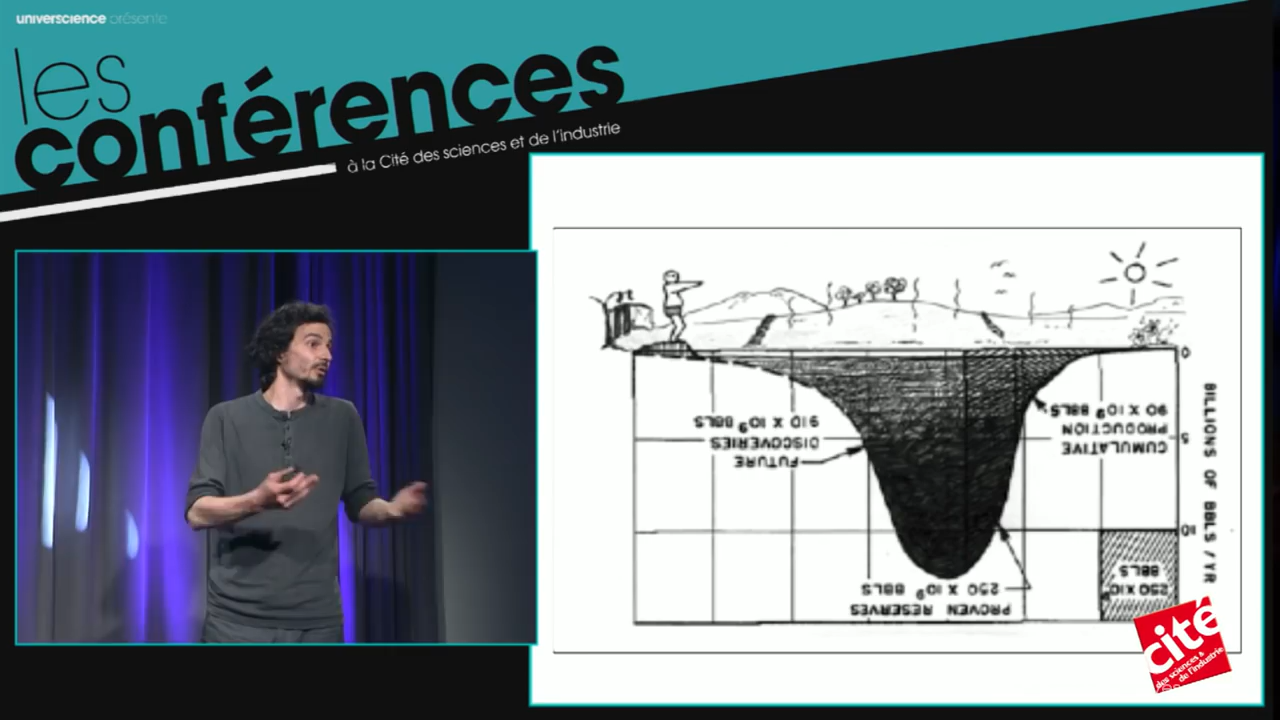 universcience présente
les
conférences
à la Cité des sciences et de l'industrie
0
CUMULATIVE
PRODUCTION
90 X 10⁹ BBLS
FUTURE
DISCOVERIES
910 X 10⁹ BBLS
5
10
BILLIONS OF BBLS / YR
PROVEN RESERVES
250 X 10⁹ BBLS
250 X10⁹
BBLS
cité
des sciences &
de l'industrie